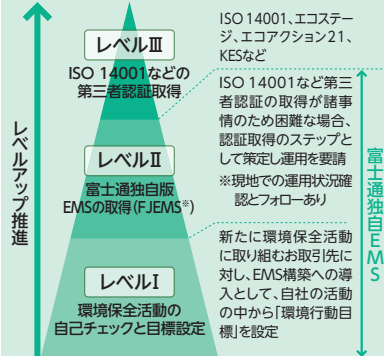 レベルⅢ
ISO 14001などの
第三者認証取得
ISO 14001、エコステー
ジ、エコアクション21、
KESなど
レベルⅡ
富士通独自版
EMSの取得(FJEMS※)
ISO 14001など第三
者認証の取得が諸事
情のため困難な場合、
認証取得のステップと
して策定し運用を要請
※現地での運用状況確
認とフォローあり
レベルⅠ
環境保全活動の
自己チェックと目標設定
新たに環境保全活動
に取り組むお取引先に
対し、EMS構築への導
入として、自社の活動
の中から「環境行動目
標」を設定
レベルアップ推進
富士通独自EMS